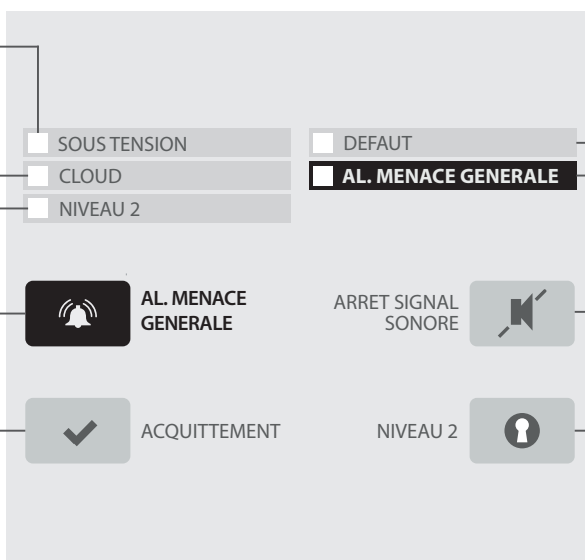 SOUS TENSION
DEFAUT
CLOUD
AL. MENACE GENERALE
NIVEAU 2
AL. MENACE
GENERALE
ARRET SIGNAL
SONORE
ACQUITTEMENT
NIVEAU 2